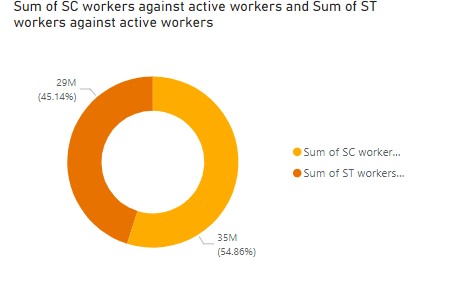 Sum of SC workers against active workers and Sum of ST
workers against active workers
29M
(45.14%)
Sum of SC worker...
Sum of ST workers...
35M
(54.86%)